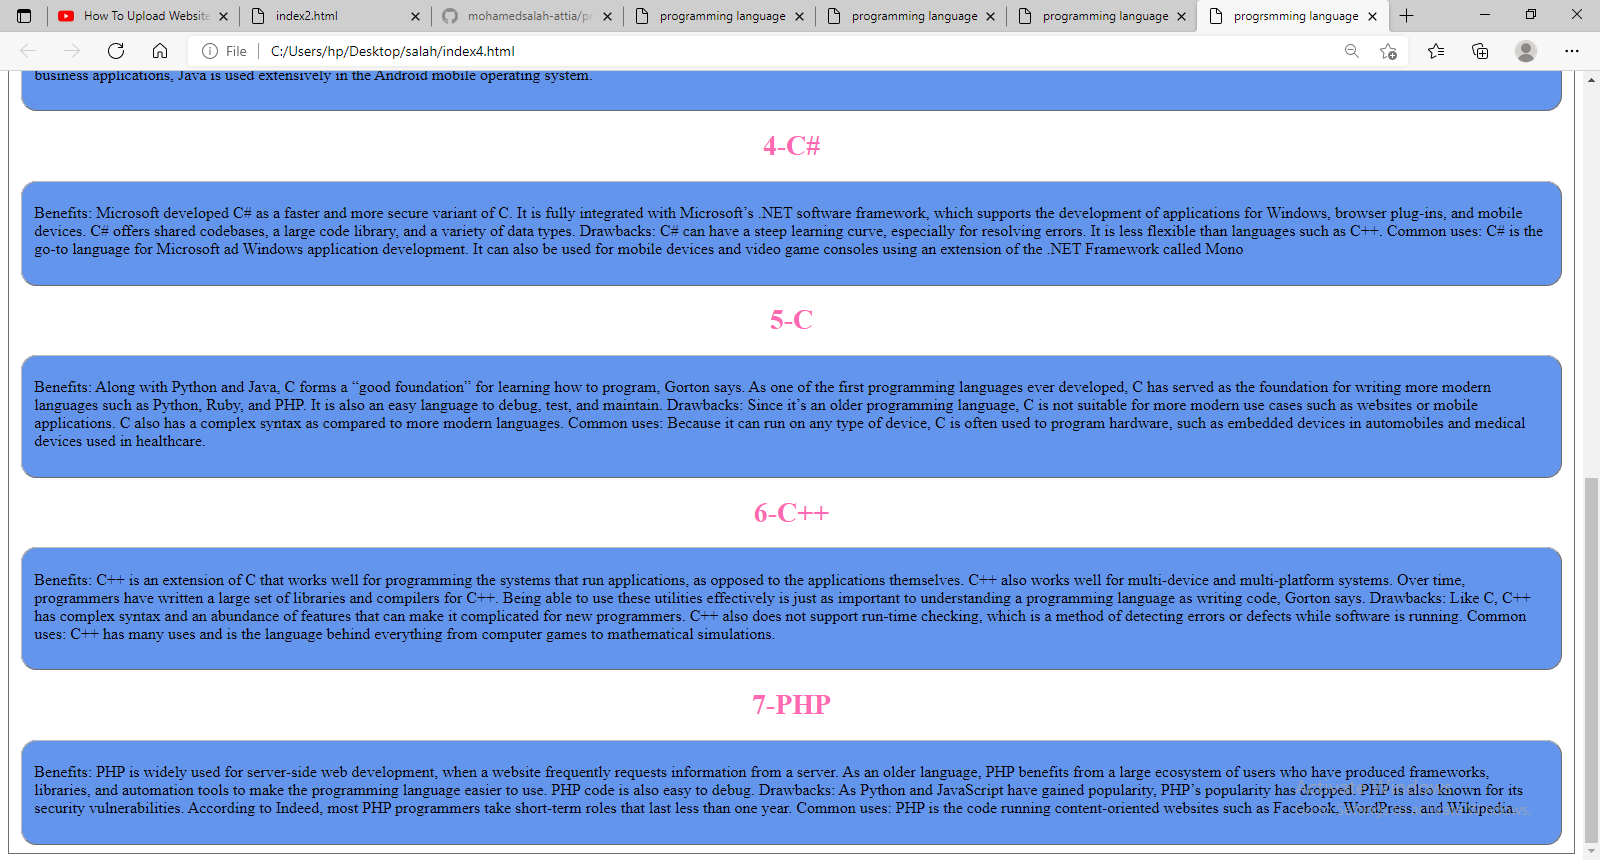 How To Upload Website
index2.html
mohamedsalah-attia/pr
programming language
programming language
programming language
progrsmming language
File
C:/Users/hp/Desktop/salah/index4.html
business applications, Java is used extensively in the Android mobile operating system.
4-C#
Benefits: Microsoft developed C# as a faster and more secure variant of C. It is fully integrated with Microsoft’s .NET software framework, which supports the development of applications for Windows, browser plug-ins, and mobile
devices. C# offers shared codebases, a large code library, and a variety of data types. Drawbacks: C# can have a steep learning curve, especially for resolving errors. It is less flexible than languages such as C++. Common uses: C# is the
go-to language for Microsoft ad Windows application development. It can also be used for mobile devices and video game consoles using an extension of the .NET Framework called Mono
5-C
Benefits: Along with Python and Java, C forms a “good foundation” for learning how to program, Gorton says. As one of the first programming languages ever developed, C has served as the foundation for writing more modern
languages such as Python, Ruby, and PHP. It is also an easy language to debug, test, and maintain. Drawbacks: Since it’s an older programming language, C is not suitable for more modern use cases such as websites or mobile
applications. C also has a complex syntax as compared to more modern languages. Common uses: Because it can run on any type of device, C is often used to program hardware, such as embedded devices in automobiles and medical
devices used in healthcare.
6-C++
Benefits: C++ is an extension of C that works well for programming the systems that run applications, as opposed to the applications themselves. C++ also works well for multi-device and multi-platform systems. Over time,
programmers have written a large set of libraries and compilers for C++. Being able to use these utilities effectively is just as important to understanding a programming language as writing code, Gorton says. Drawbacks: Like C, C++
has complex syntax and an abundance of features that can make it complicated for new programmers. C++ also does not support run-time checking, which is a method of detecting errors or defects while software is running. Common
uses: C++ has many uses and is the language behind everything from computer games to mathematical simulations.
7-PHP
Benefits: PHP is widely used for server-side web development, when a website frequently requests information from a server. As an older language, PHP benefits from a large ecosystem of users who have produced frameworks,
libraries, and automation tools to make the programming language easier to use. PHP code is also easy to debug. Drawbacks: As Python and JavaScript have gained popularity, PHP’s popularity has dropped. PHP is also known for its
security vulnerabilities. According to Indeed, most PHP programmers take short-term roles that last less than one year. Common uses: PHP is the code running content-oriented websites such as Facebook, WordPress, and Wikipedia.